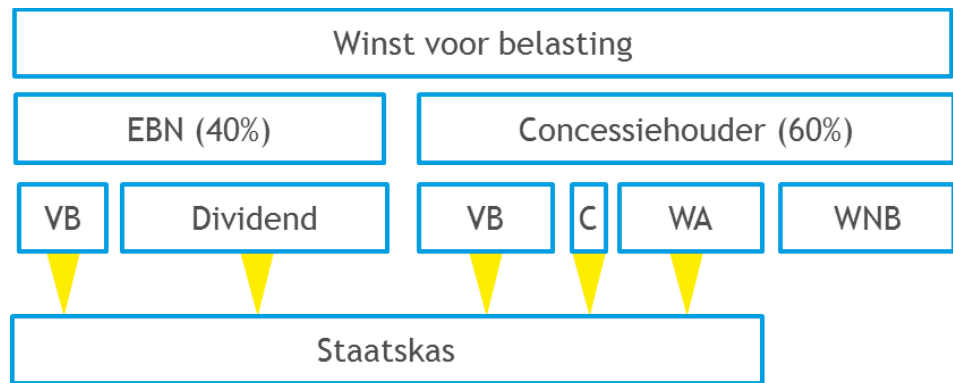 Winst voor belasting
EBN (40%)
Concessiehouder (60%)
VB
Dividend
VB
C
WA
WNB
Staatskas